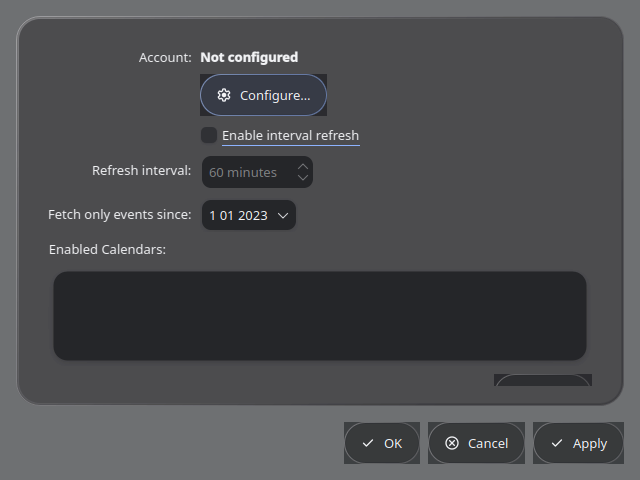 Account: Not configured
Configure...
Enable interval refresh
Refresh interval: 60 minutes
Fetch only events since: 1 01 2023
Enabled Calendars:
OK Cancel Apply